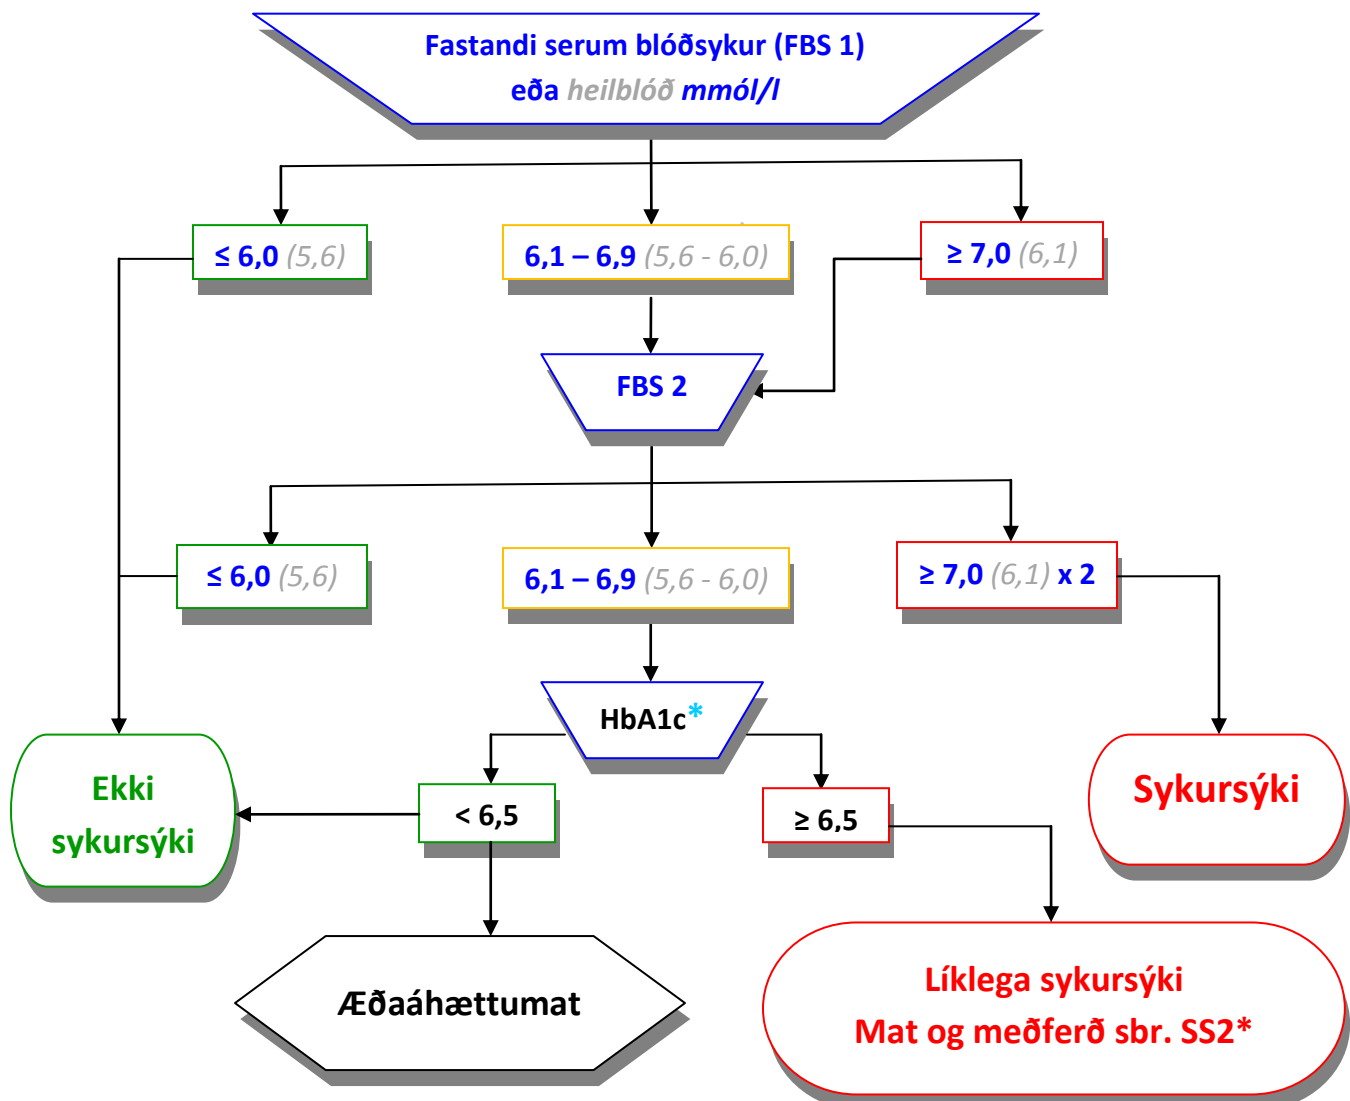 Fastandi serum blóðsykur (FBS 1)
eða heilblóð mmól/l
≤ 6,0 (5,6)
6,1 – 6,9 (5,6 - 6,0)
≥ 7,0 (6,1)
FBS 2
≤ 6,0 (5,6)
6,1 – 6,9 (5,6 - 6,0)
≥ 7,0 (6,1) x 2
HbA1c*
Ekki
sykursýki
< 6,5
≥ 6,5
Sykursýki
Æðaáhættumat
Líklega sykursýki
Mat og meðferð sbr. SS2*